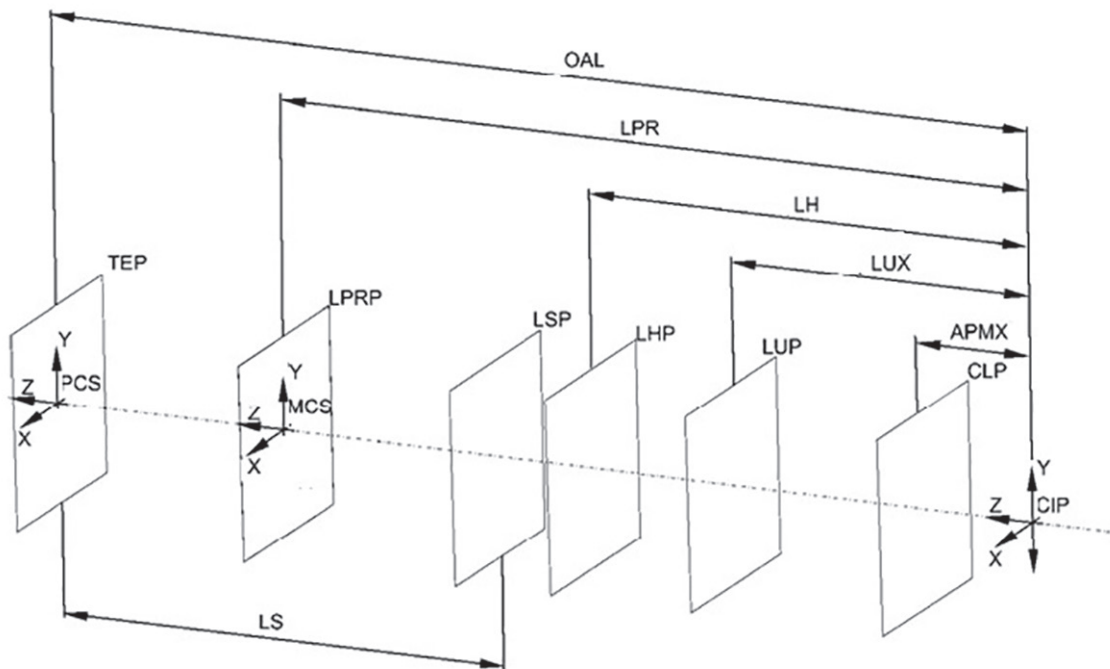 OAL
LPR
LH
LUX
APMX
TEP
LPRP
LSP
LHP
LUP
CLP
Y
Z
PCS
X
Y
Z
MCS
X
Y
Z
CIP
X
LS